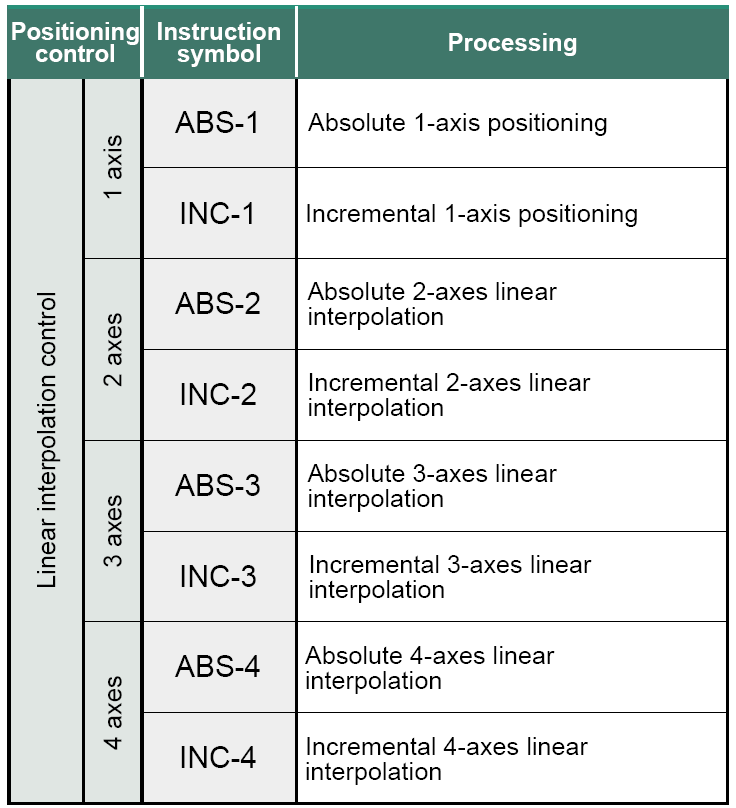 Positioning
control
Instruction
symbol
Processing
Linear interpolation control
1 axis
ABS-1
Absolute 1-axis positioning
INC-1
Incremental 1-axis positioning
2 axes
ABS-2
Absolute 2-axes linear
interpolation
INC-2
Incremental 2-axes linear
interpolation
3 axes
ABS-3
Absolute 3-axes linear
interpolation
INC-3
Incremental 3-axes linear
interpolation
4 axes
ABS-4
Absolute 4-axes linear
interpolation
INC-4
Incremental 4-axes linear
interpolation